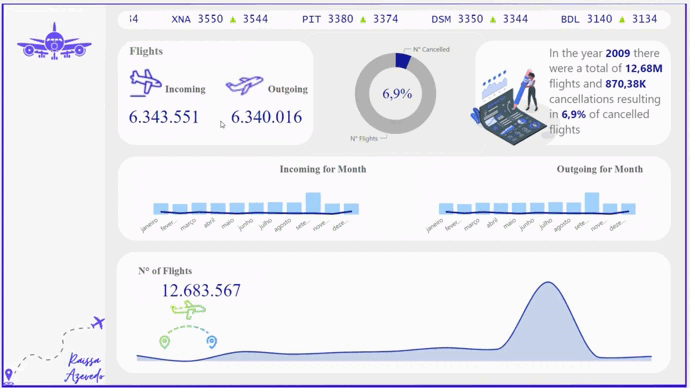 34 XNA 3550 ▲ 3544 PIT 3380 ▲ 3374 DSM 3350 ▲ 3344 BDL 3140 ▲ 3134
Flights
Incoming
Outgoing
6.343.551
6.340.016
N° Cancelled
6,9%
N° Flights
In the year 2009 there
were a total of 12,68M
flights and 870,38K
cancellations resulting
in 6,9% of cancelled
flights
Incoming for Month
janeiro fever... março abril maio junho julho agosto sete... nove... deze...
Outgoing for Month
janeiro fever... março abril maio junho julho agosto sete... nove... deze...
N° of Flights
12.683.567
Raissa
Azevedo